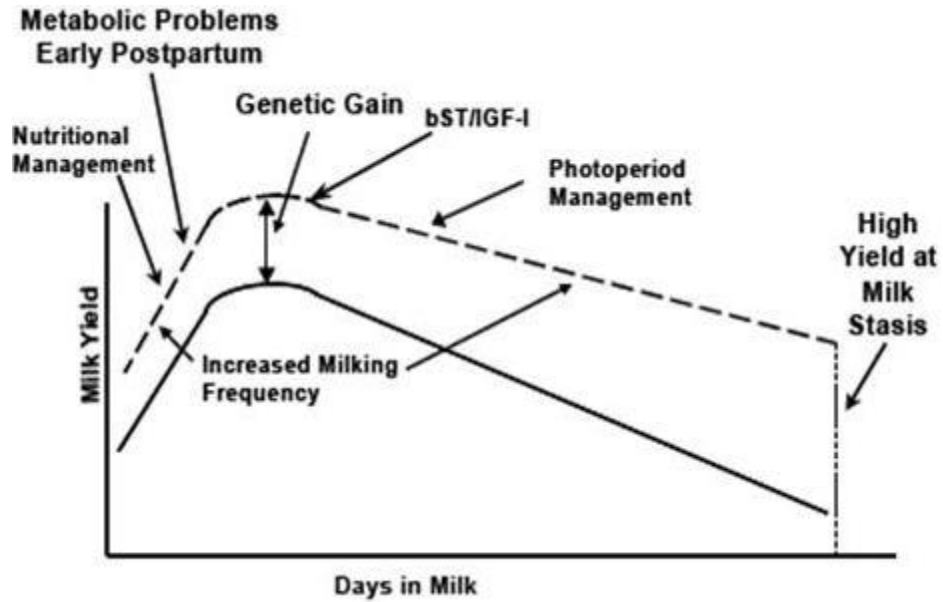 Metabolic Problems
Early Postpartum
Genetic Gain
bST/IGF-I
Nutritional
Management
Photoperiod
Management
High
Yield at
Milk
Stasis
Milk Yield
Increased Milking
Frequency
Days in Milk